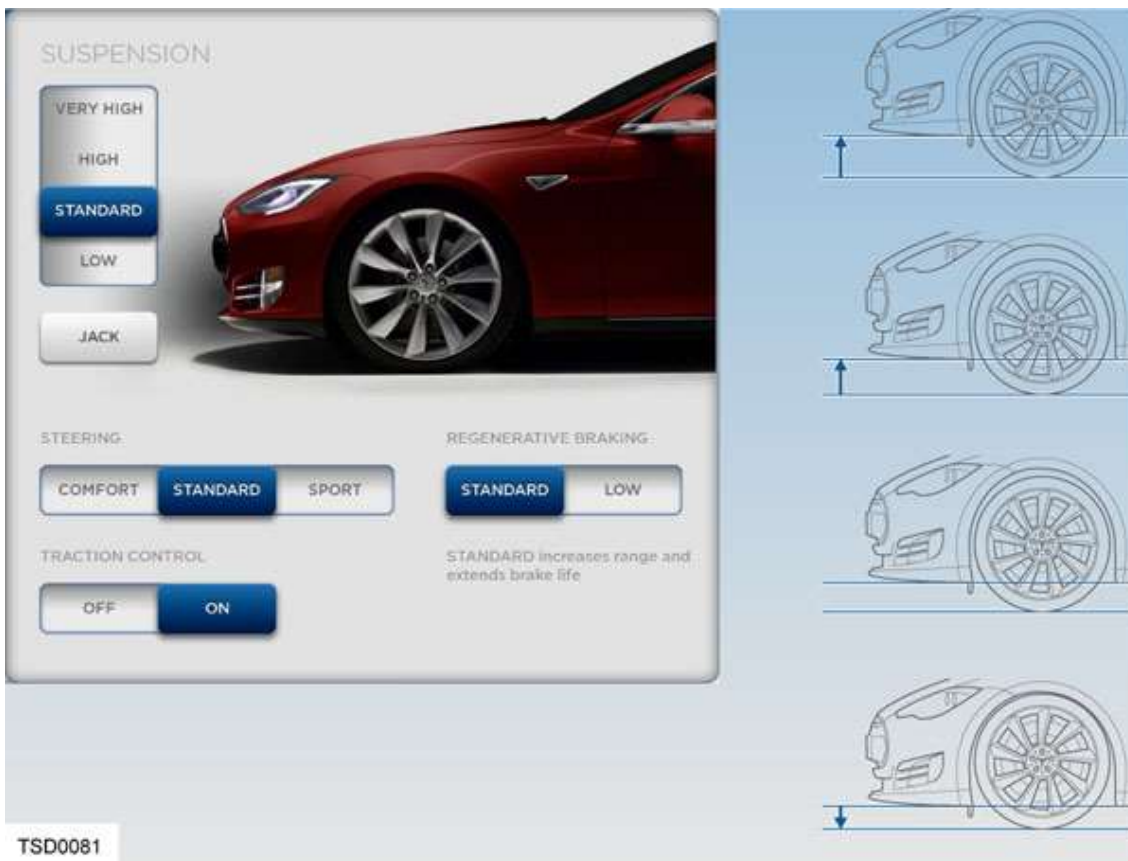 SUSPENSION
VERY HIGH
HIGH
STANDARD
LOW
JACK
STEERING
COMFORT STANDARD SPORT
REGENERATIVE BRAKING
STANDARD LOW
STANDARD increases range and
extends brake life
TRACTION CONTROL
OFF ON
TSD0081